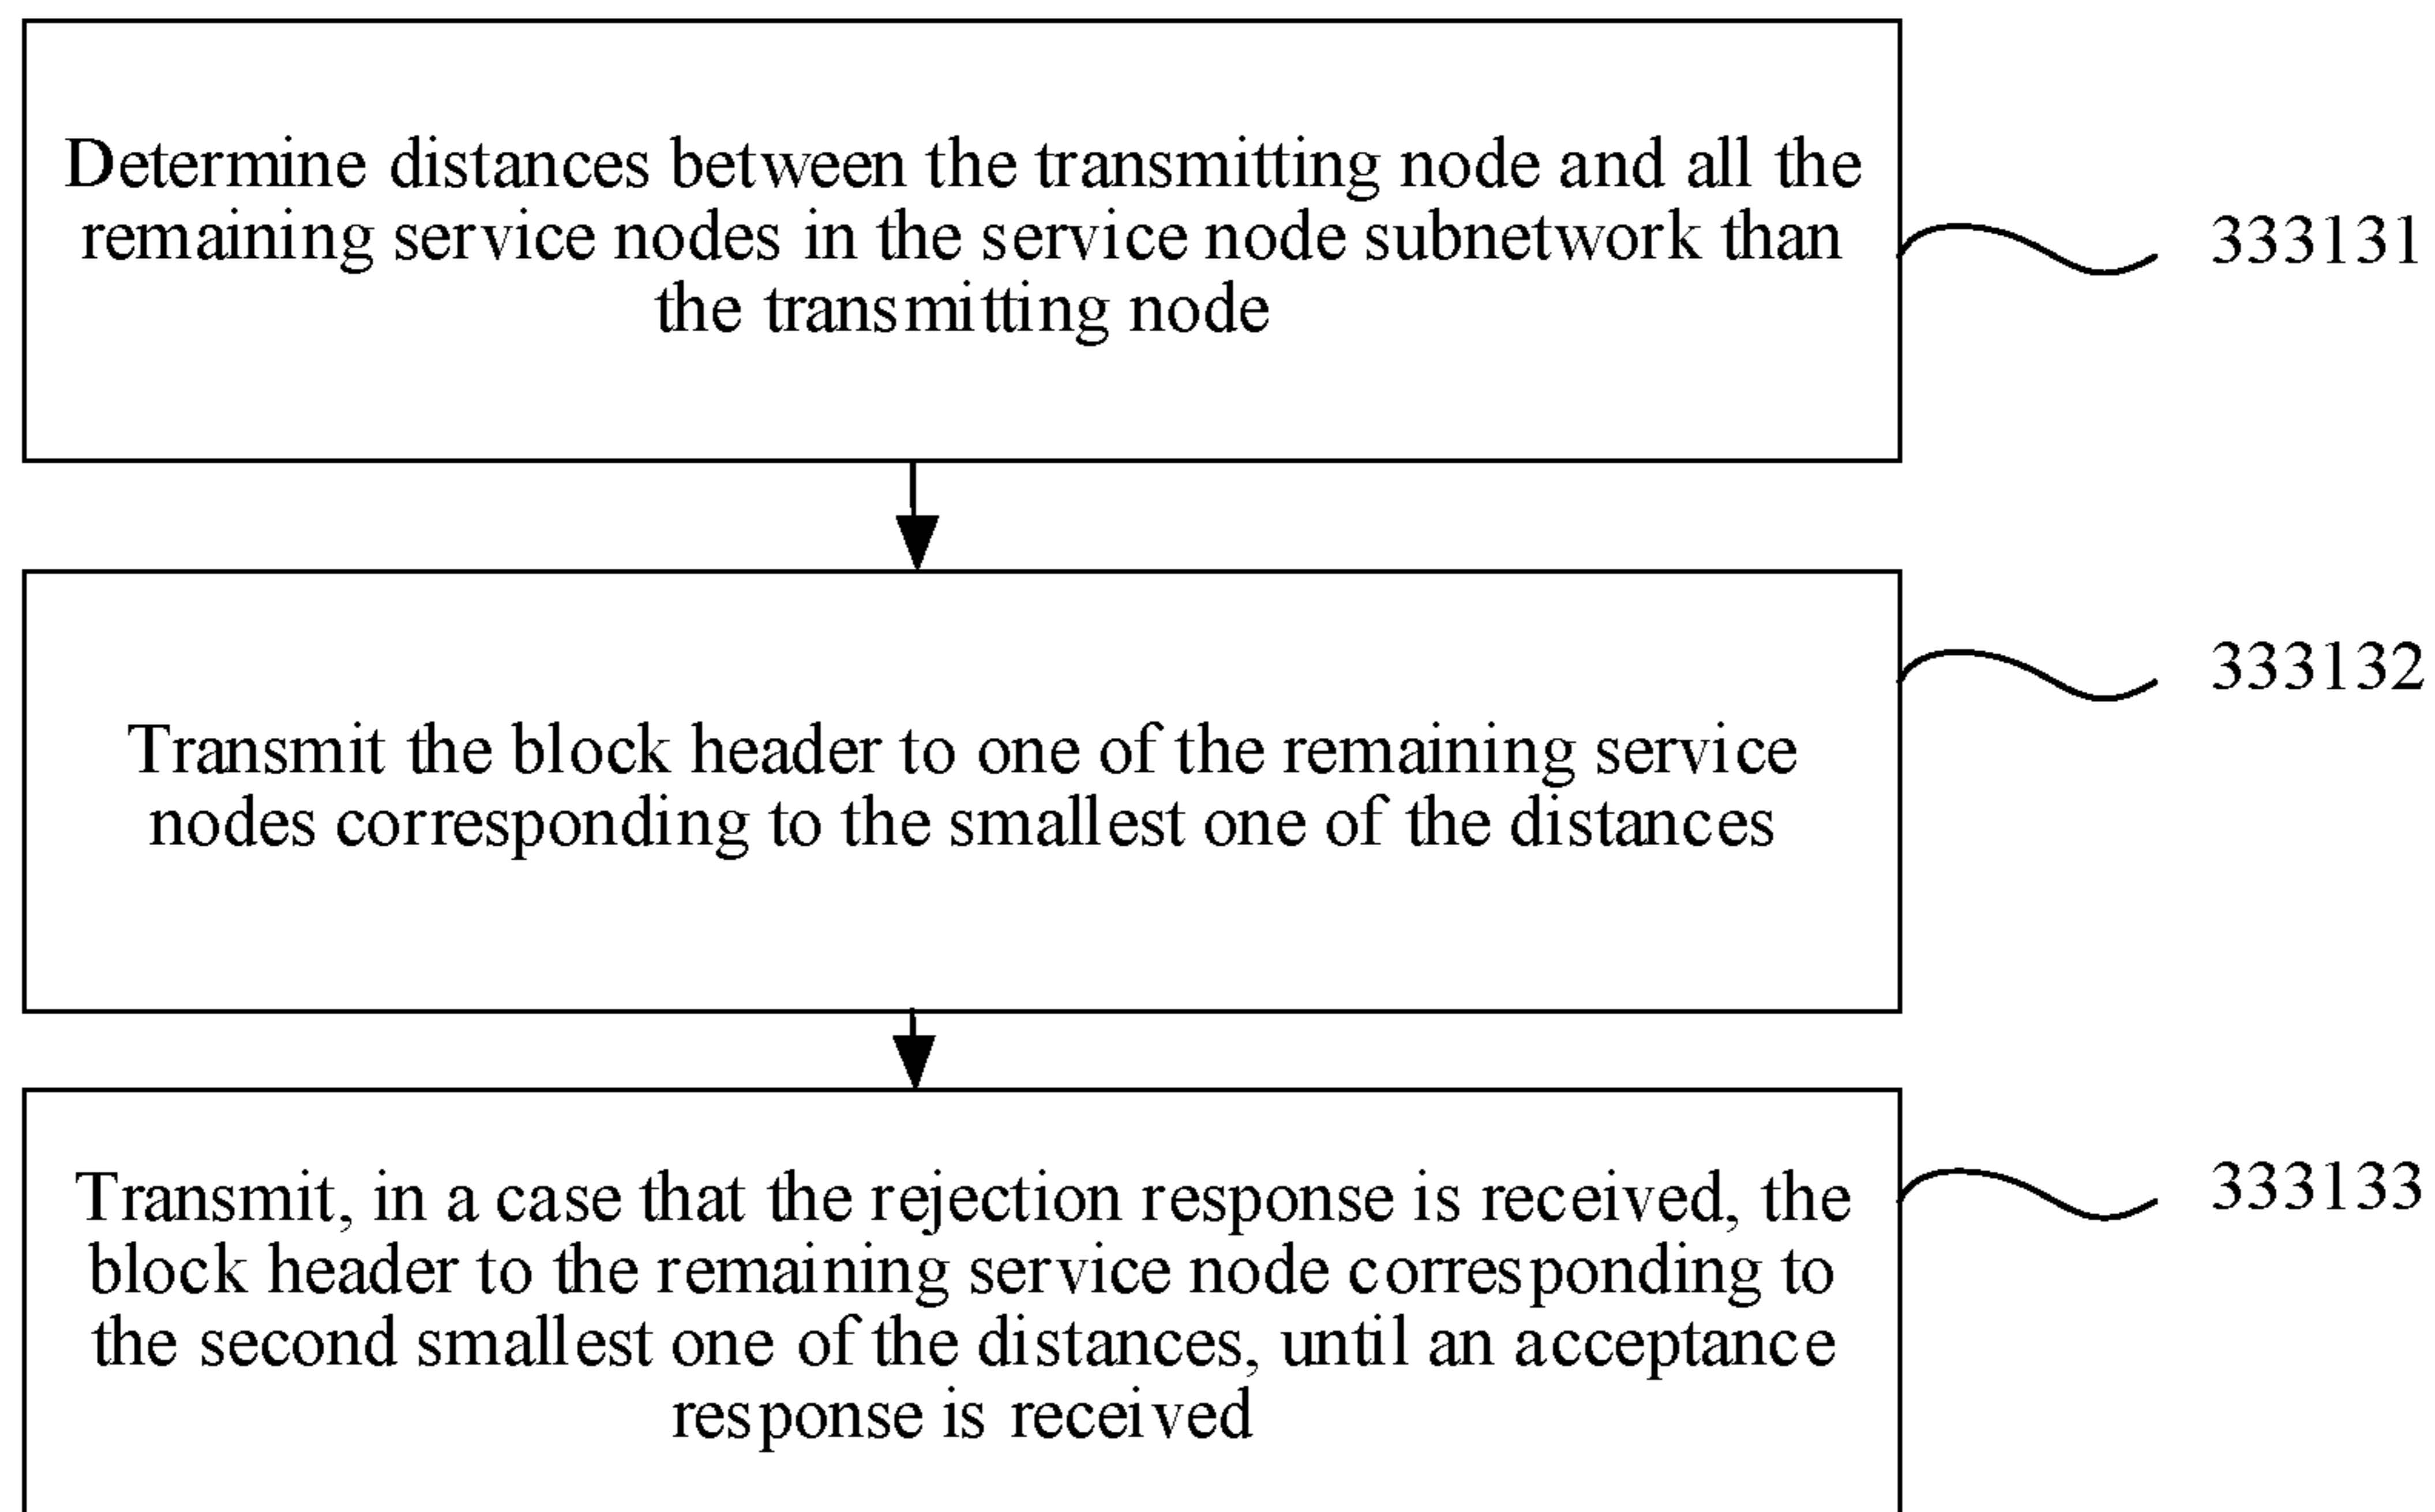 Determine distances between the transmitting node and all the
remaining service nodes in the service node subnetwork than
the transmitting node
333131
Transmit the block header to one of the remaining service
nodes corresponding to the smallest one of the distances
333132
Transmit, in a case that the rejection response is received, the
block header to the remaining service node corresponding to
the second smallest one of the distances, until an acceptance
response is received
333133